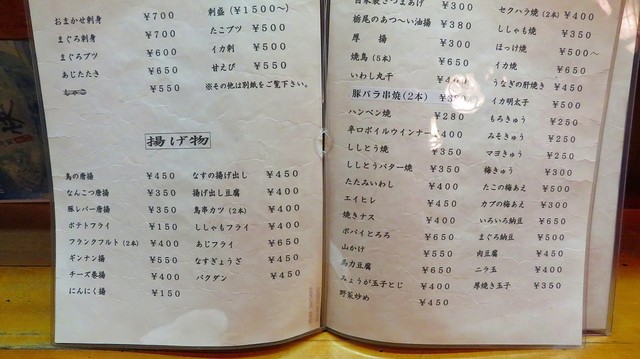 おまかせ刺身 ¥700
まぐろ刺身 ¥700
まぐろブツ ¥600
あじたたき ¥650
¥550
刺盛 (¥1500〜)
たこブツ ¥500
イカ刺 ¥500
甘えび ¥550
※その他は別紙をご覧下さい。
揚げ物
鳥の唐揚 ¥450
なんこつ唐揚 ¥350
豚レバー唐揚 ¥350
ポテトフライ ¥150
フランクフルト(2本) ¥400
ギンナン揚 ¥550
チーズ巻揚 ¥400
にんにく揚 ¥150
なすの揚げ出し ¥450
揚げ出し豆腐 ¥400
鳥串カツ(2本) ¥400
ししゃもフライ ¥400
あじフライ ¥650
なすぎょうざ ¥450
バクダン ¥450
自家製さつまあげ ¥300
栃尾のあつ〜い油揚 ¥380
厚揚 ¥300
焼鳥(5本) ¥650
いわし丸干
豚バラ串焼(2本)
ハンペン焼 ¥280
辛口ボイルウインナー ¥400
ししとう焼 ¥350
ししとうバター焼 ¥350
たたみいわし ¥400
エイヒレ ¥450
焼きナス ¥400
ポパイとろろ ¥650
山かけ ¥550
馬力豆腐 ¥650
みょうが玉子とじ ¥400
野菜炒め ¥450
セクハラ焼(2本) ¥400
ししゃも焼 ¥350
ほっけ焼 ¥500〜
イカ焼 ¥650
うなぎの肝焼き ¥450
イカ明太子 ¥500
もろきゅう ¥250
みそきゅう ¥250
マヨきゅう ¥250
梅きゅう ¥300
たこの梅あえ ¥500
カブの梅あえ ¥300
いろいろ納豆 ¥650
まぐろ納豆 ¥500
肉豆腐 ¥450
ニラ玉 ¥400
厚焼き玉子 ¥350